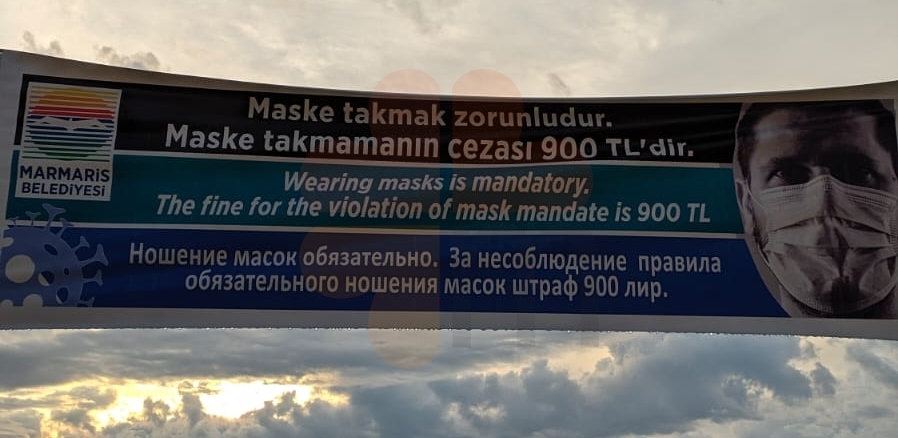 MARMARİS
BELEDİYESİ
Maske takmak zorunludur.
Maske takmamanın cezası 900 TL'dir.
Wearing masks is mandatory.
The fine for the violation of mask mandate is 900 TL
Ношение масок обязательно. За несоблюдение правила
обязательного ношения масок штраф 900 лир.